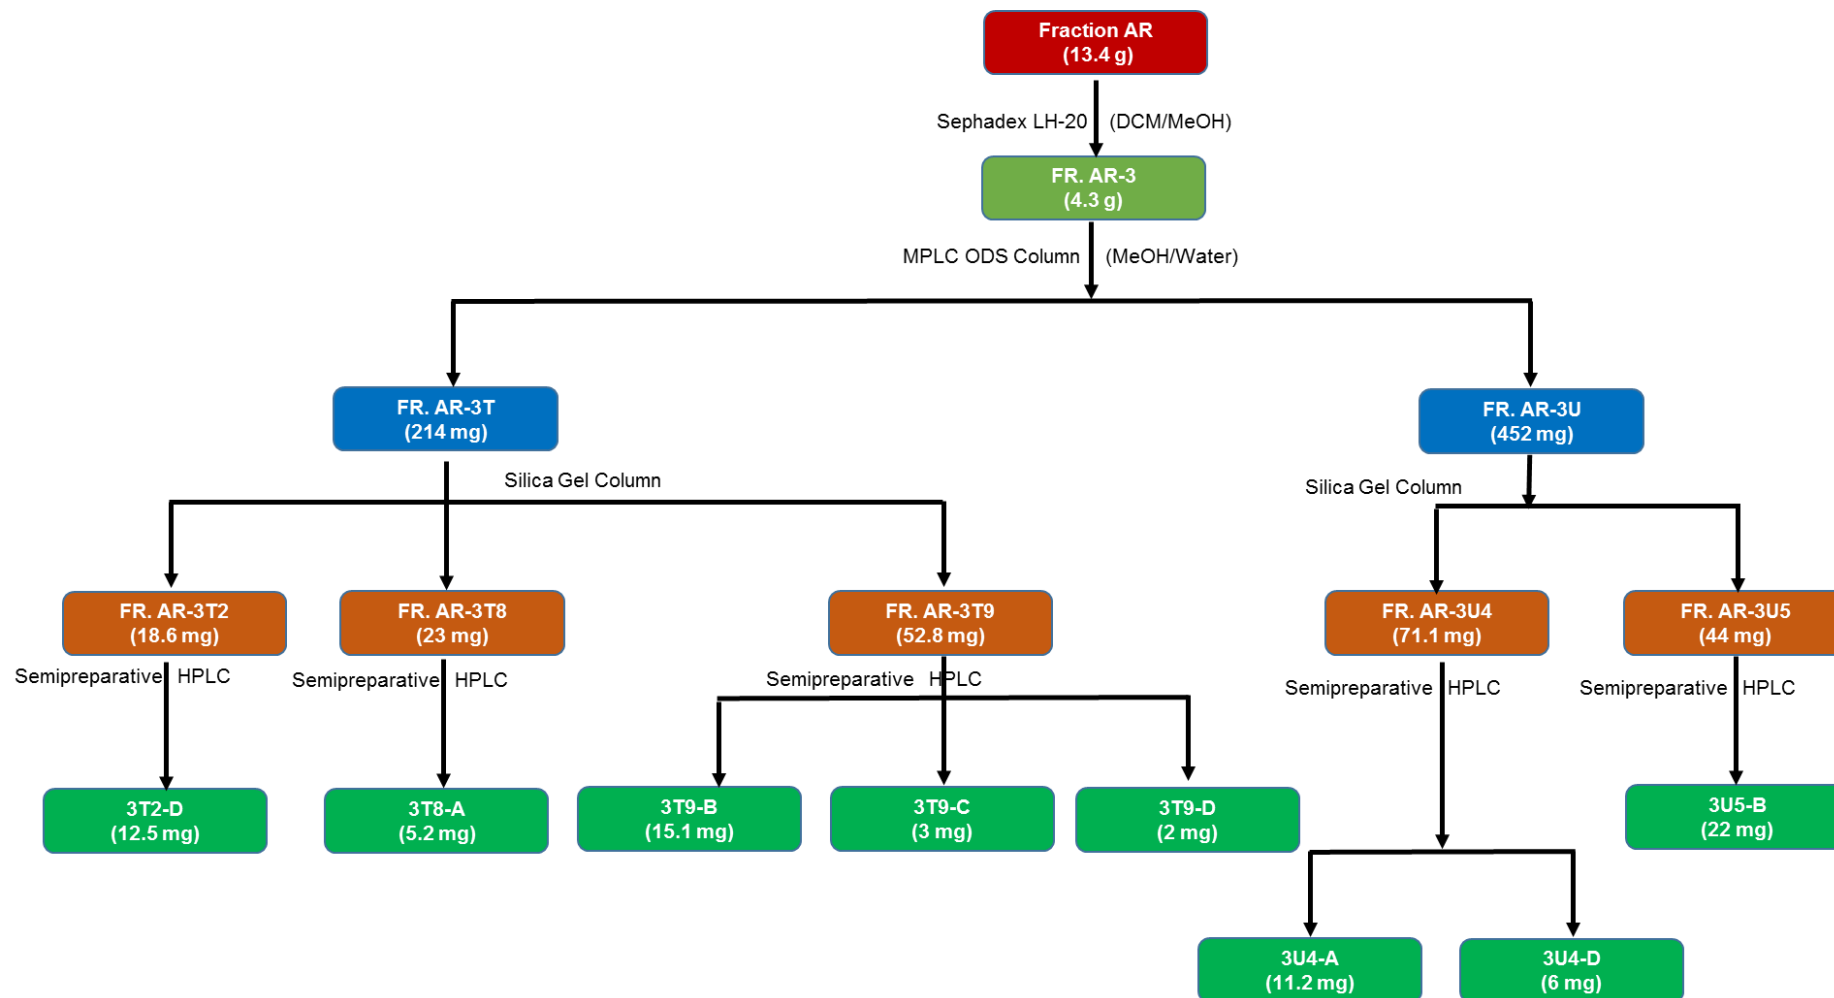 Fraction AR
(13.4 g)
Sephadex LH-20 (DCM/MeOH)
FR. AR-3
(4.3 g)
MPLC ODS Column (MeOH/Water)
FR. AR-3T
(214 mg)
FR. AR-3U
(452 mg)
Silica Gel Column
Silica Gel Column
FR. AR-3T2
(18.6 mg)
FR. AR-3T8
(23 mg)
FR. AR-3T9
(52.8 mg)
FR. AR-3U4
(71.1 mg)
FR. AR-3U5
(44 mg)
Semipreparative HPLC
Semipreparative HPLC
Semipreparative HPLC
Semipreparative HPLC
Semipreparative HPLC
3T2-D
(12.5 mg)
3T8-A
(5.2 mg)
3T9-B
(15.1 mg)
3T9-C
(3 mg)
3T9-D
(2 mg)
3U5-B
(22 mg)
3U4-A
(11.2 mg)
3U4-D
(6 mg)